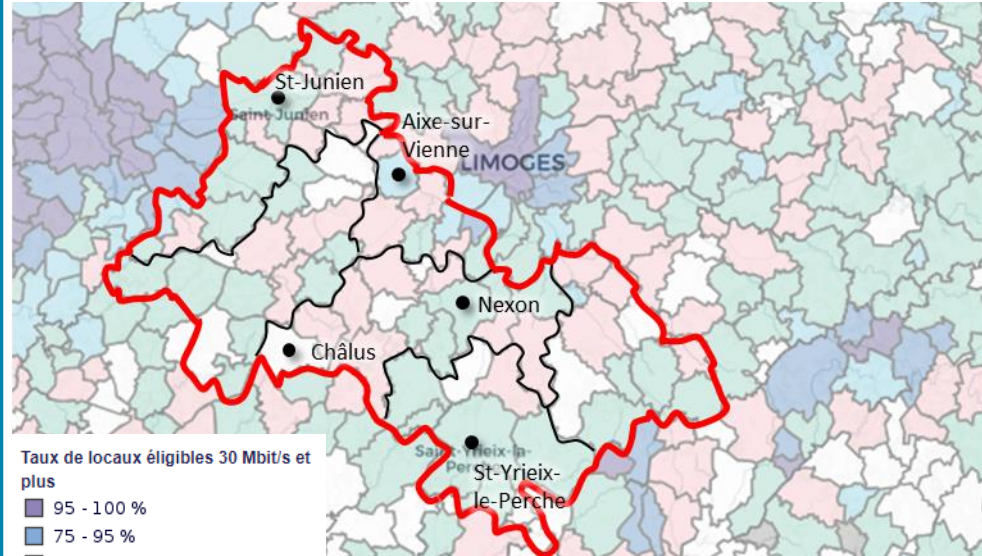 St-Junien
Saint-Junien
Aixe-sur-
Vienne
LIMOGES
Nexon
Châlus
Saint-Yrieix-la-
St-Yrieix-
le-Perche
Taux de locaux éligibles 30 Mbit/s et
plus
95 - 100 %
75 - 95 %